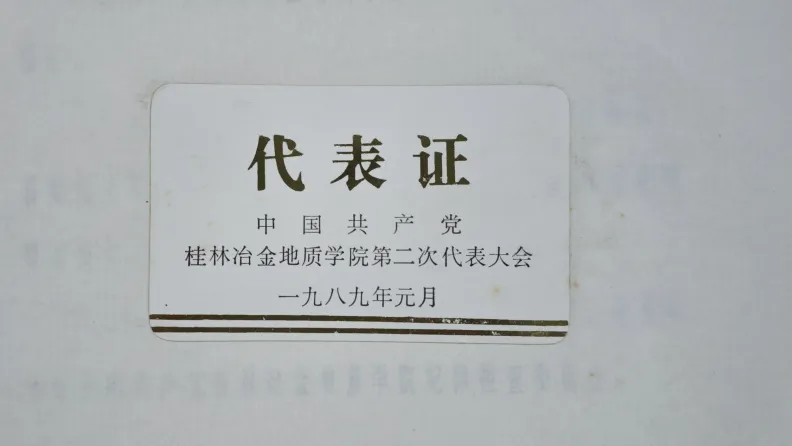 代表证
中国共产党
桂林冶金地质学院第二次代表大会
一九八九年元月